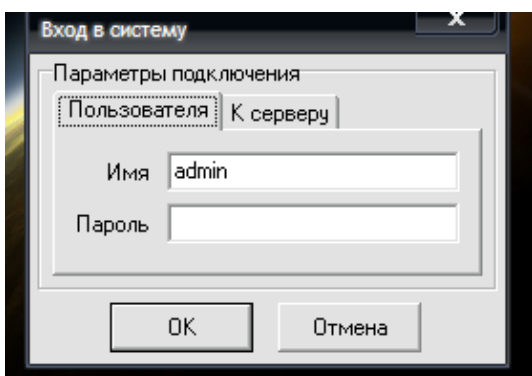 Вход в систему
x
Параметры подключения
Пользователя К серверу
Имя admin
Пароль
OK Отмена